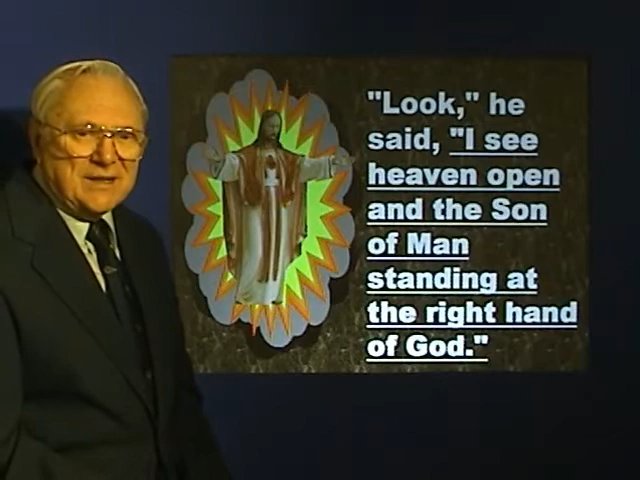 "Look," he
said, "I see
heaven open
and the Son
of Man
standing at
the right hand
of God."